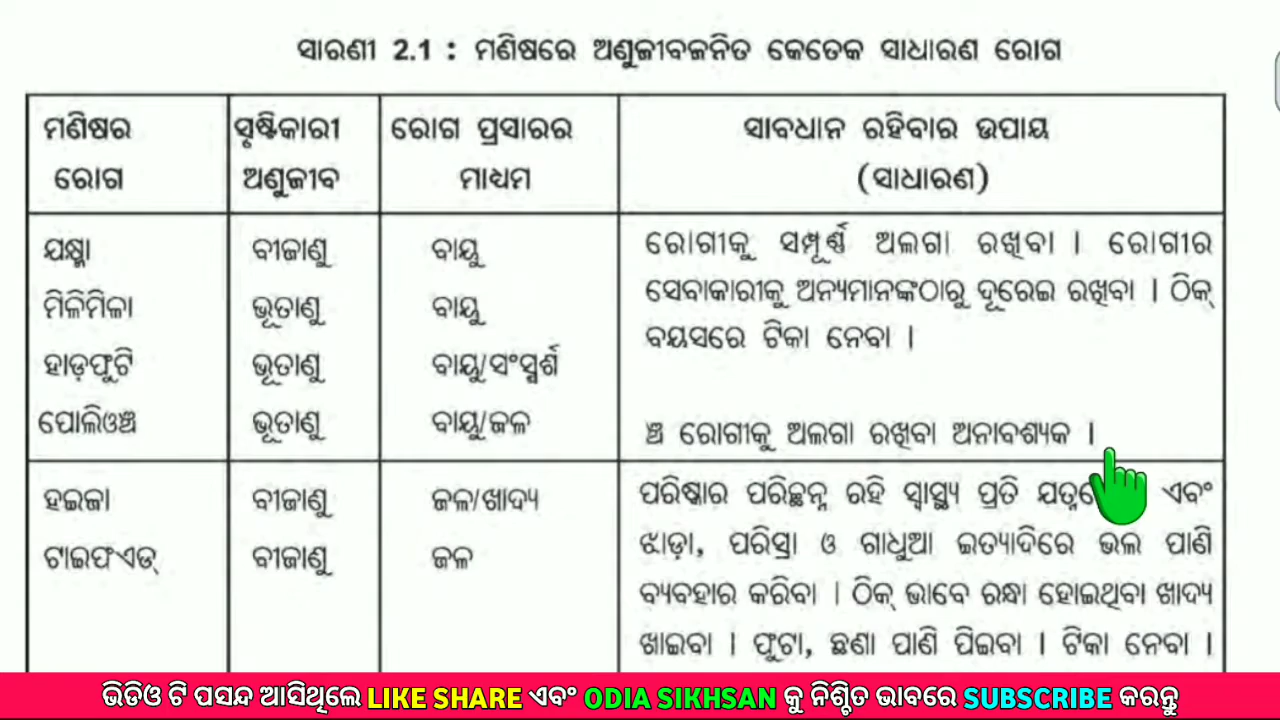 ସାରଣୀ 2.1 : ମଣିଷରେ ଅଣୁଜୀବଜନିତ କେତେକ ସାଧାରଣ ରୋଗ
ମଣିଷର ରୋଗ
ସୃଷ୍ଟିକାରୀ ଅଣୁଜୀବ
ରୋଗ ପ୍ରସାରର ମାଧ୍ୟମ
ସାବଧାନ ରହିବାର ଉପାୟ
(ସାଧାରଣ)
ଯକ୍ଷ୍ମା ବୀଜାଣୁ ବାୟୁ
ମିଳିମିଳା ଭୂତାଣୁ ବାୟୁ
ହାଡ଼ଫୁଟି ଭୂତାଣୁ ବାୟୁ/ସଂସ୍ପର୍ଶ
ପୋଲିଓଞ୍ଚ ଭୂତାଣୁ ବାୟୁ/ଜଳ
ରୋଗୀକୁ ସମ୍ପୂର୍ଣ୍ଣ ଅଲଗା ରଖିବା । ରୋଗୀର
ସେବାକାରୀକୁ ଅନ୍ୟମାନଙ୍କଠାରୁ ଦୂରେଇ ରଖିବା । ଠିକ୍
ବୟସରେ ଟିକା ନେବା ।
ଞ୍ଚ ରୋଗୀକୁ ଅଲଗା ରଖିବା ଅନାବଶ୍ୟକ ।
ହଇଜା ବୀଜାଣୁ ଜଳ/ଖାଦ୍ୟ
ଟାଇଫଏଡ୍ ବୀଜାଣୁ ଜଳ
ପରିଷ୍କାର ପରିଚ୍ଛନ୍ନ ରହି ସ୍ୱାସ୍ଥ୍ୟ ପ୍ରତି ଏବଂ
ଝାଡ଼ା, ପରିସ୍ରା ଓ ଗାଧୁଆ ଇତ୍ୟାଦିରେ ଭଲ ପାଣି
ବ୍ୟବହାର କରିବା । ଠିକ୍ ଭାବେ ରନ୍ଧା ହୋଇଥିବା ଖାଦ୍ୟ
ଖାଇବା । ଫୁଟା, ଛଣା ପାଣି ପିଇବା । ଟିକା ନେବା ।
ଭିଡିଓ ଟି ପସନ୍ଦ ଆସିଥିଲେ LIKE SHARE ଏବଂ ODIA SIKHSAN କୁ ନିଶ୍ଚିତ ଭାବରେ SUBSCRIBE କରନ୍ତୁ